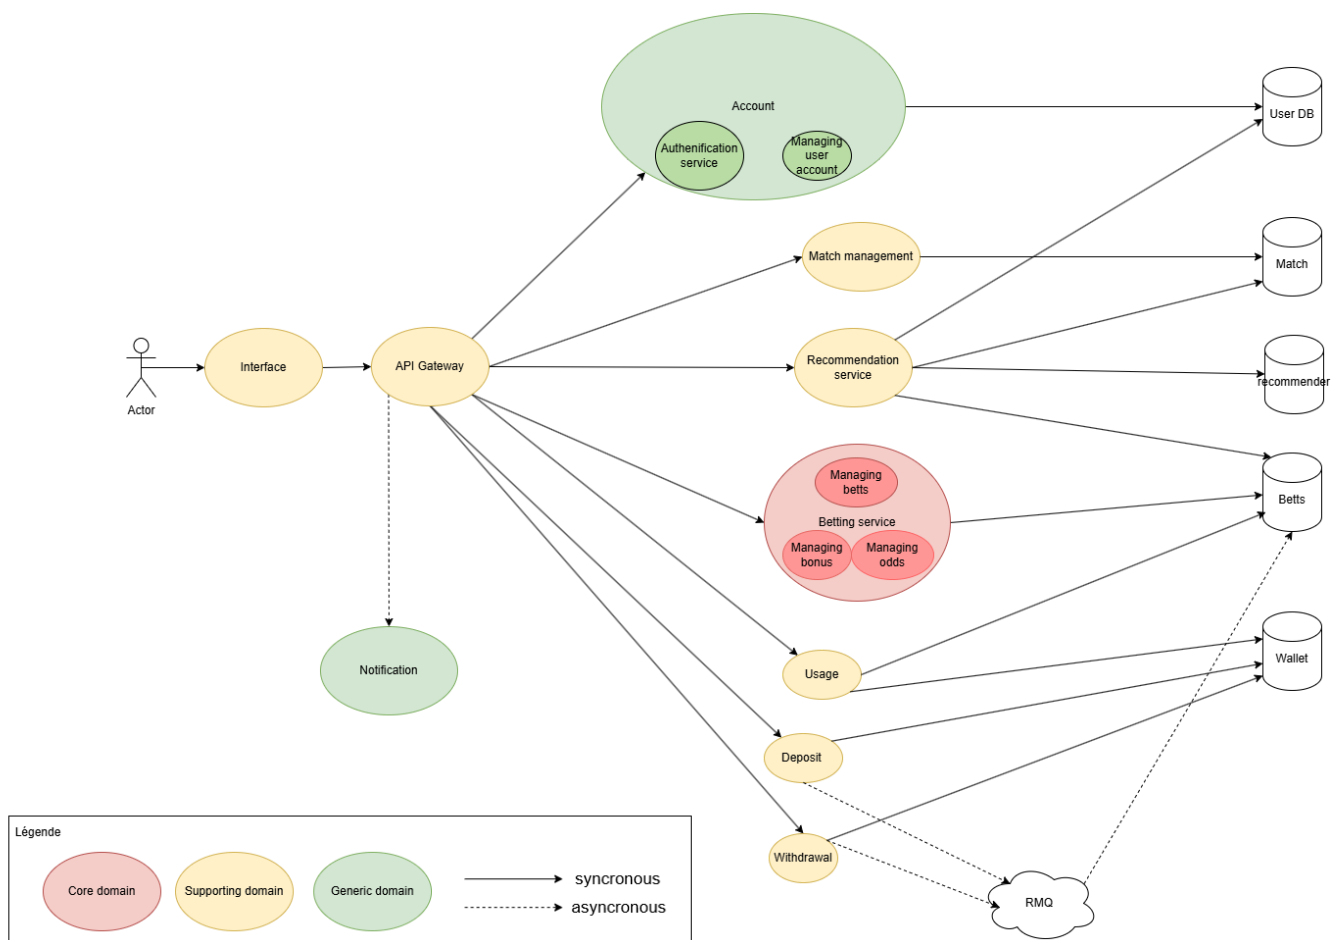 Account
Authenification
service
Managing
user
account
User DB
Match management
Match
Actor
Interface
API Gateway
Recommendation
service
recommender
Managing
betts
Betting service
Managing
bonus
Managing
odds
Betts
Notification
Usage
Wallet
Deposit
Withdrawal
RMQ
Légende
Core domain
Supporting domain
Generic domain
syncronous
asyncronous